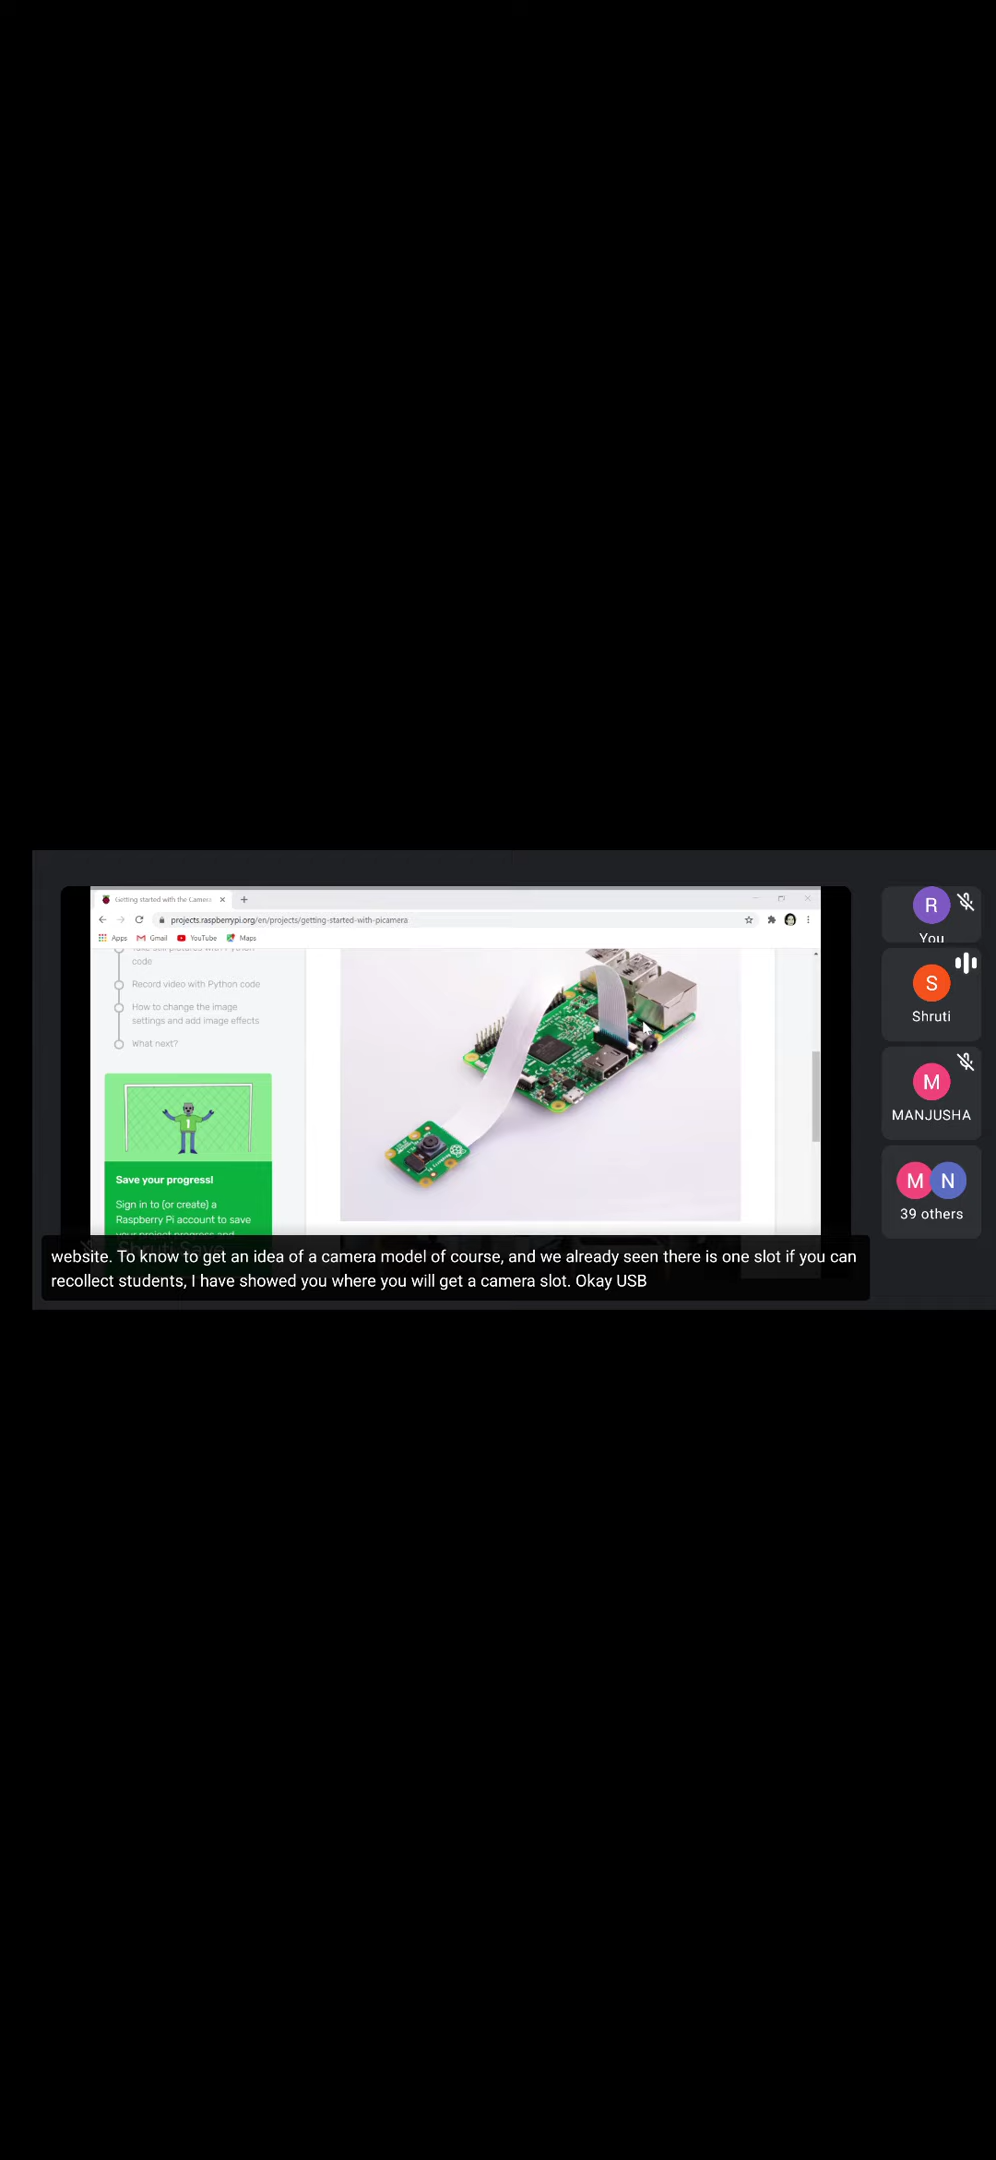 Getting started with the Camera
projects.raspberrypi.org/en/projects/getting-started-with-picamera
Apps Gmail YouTube Maps
code
Record video with Python code
How to change the image
settings and add image effects
What next?
1
Save your progress!
Sign in to (or create) a
Raspberry Pi account to save
website. To know to get an idea of a camera model of course, and we already seen there is one slot if you can
recollect students, I have showed you where you will get a camera slot. Okay USB
R
You
S
Shruti
M
MANJUSHA
M N
39 others